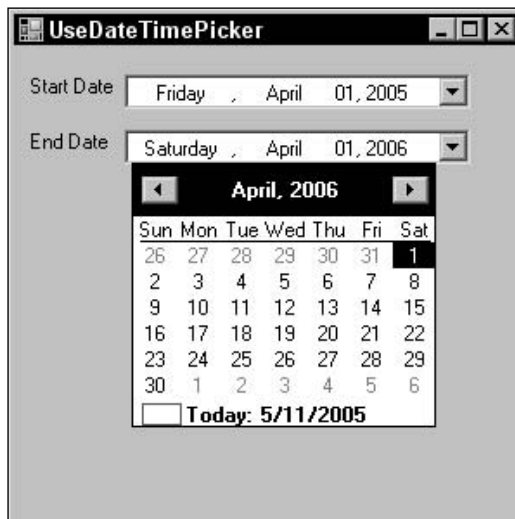 UseDateTimePicker
Start Date Friday , April 01, 2005
End Date Saturday , April 01, 2006
April, 2006
Sun Mon Tue Wed Thu Fri Sat
26 27 28 29 30 31 1
2 3 4 5 6 7 8
9 10 11 12 13 14 15
16 17 18 19 20 21 22
23 24 25 26 27 28 29
30 1 2 3 4 5 6
Today: 5/11/2005